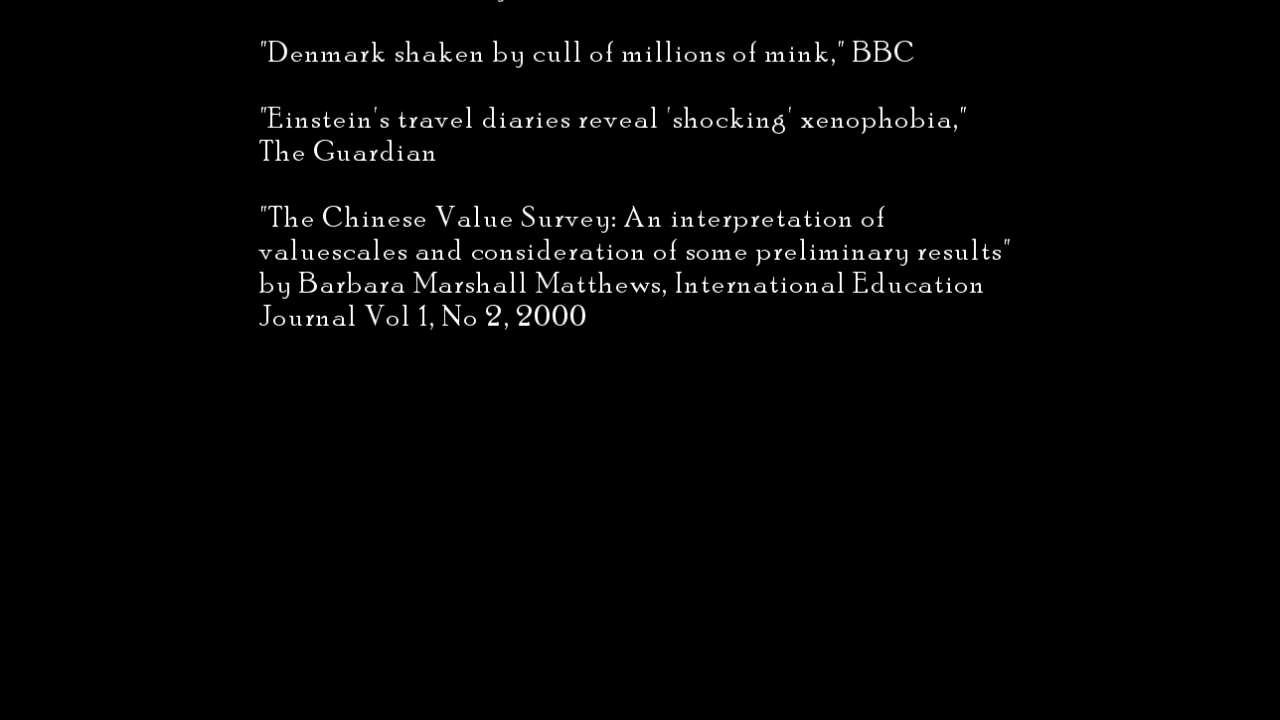 "Denmark shaken by cull of millions of mink," BBC
"Einstein's travel diaries reveal 'shocking' xenophobia,"
The Guardian
"The Chinese Value Survey: An interpretation of
valuescales and consideration of some preliminary results"
by Barbara Marshall Matthews, International Education
Journal Vol 1, No 2, 2000